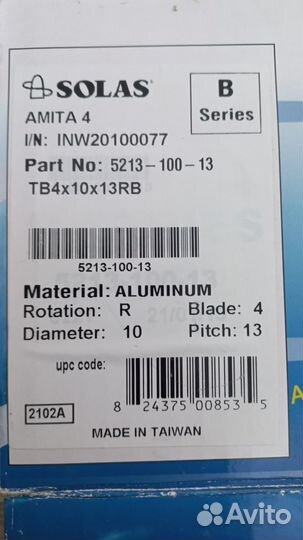 SOLAS
B
Series
AMITA 4
I/N: INW20100077
Part No: 5213-100-13
TB4x10x13RB
5213-100-13
Material: ALUMINUM
Rotation: R Blade: 4
Diameter: 10 Pitch: 13
upc code:
8 24375 00853 5
2102A
MADE IN TAIWAN
Avito